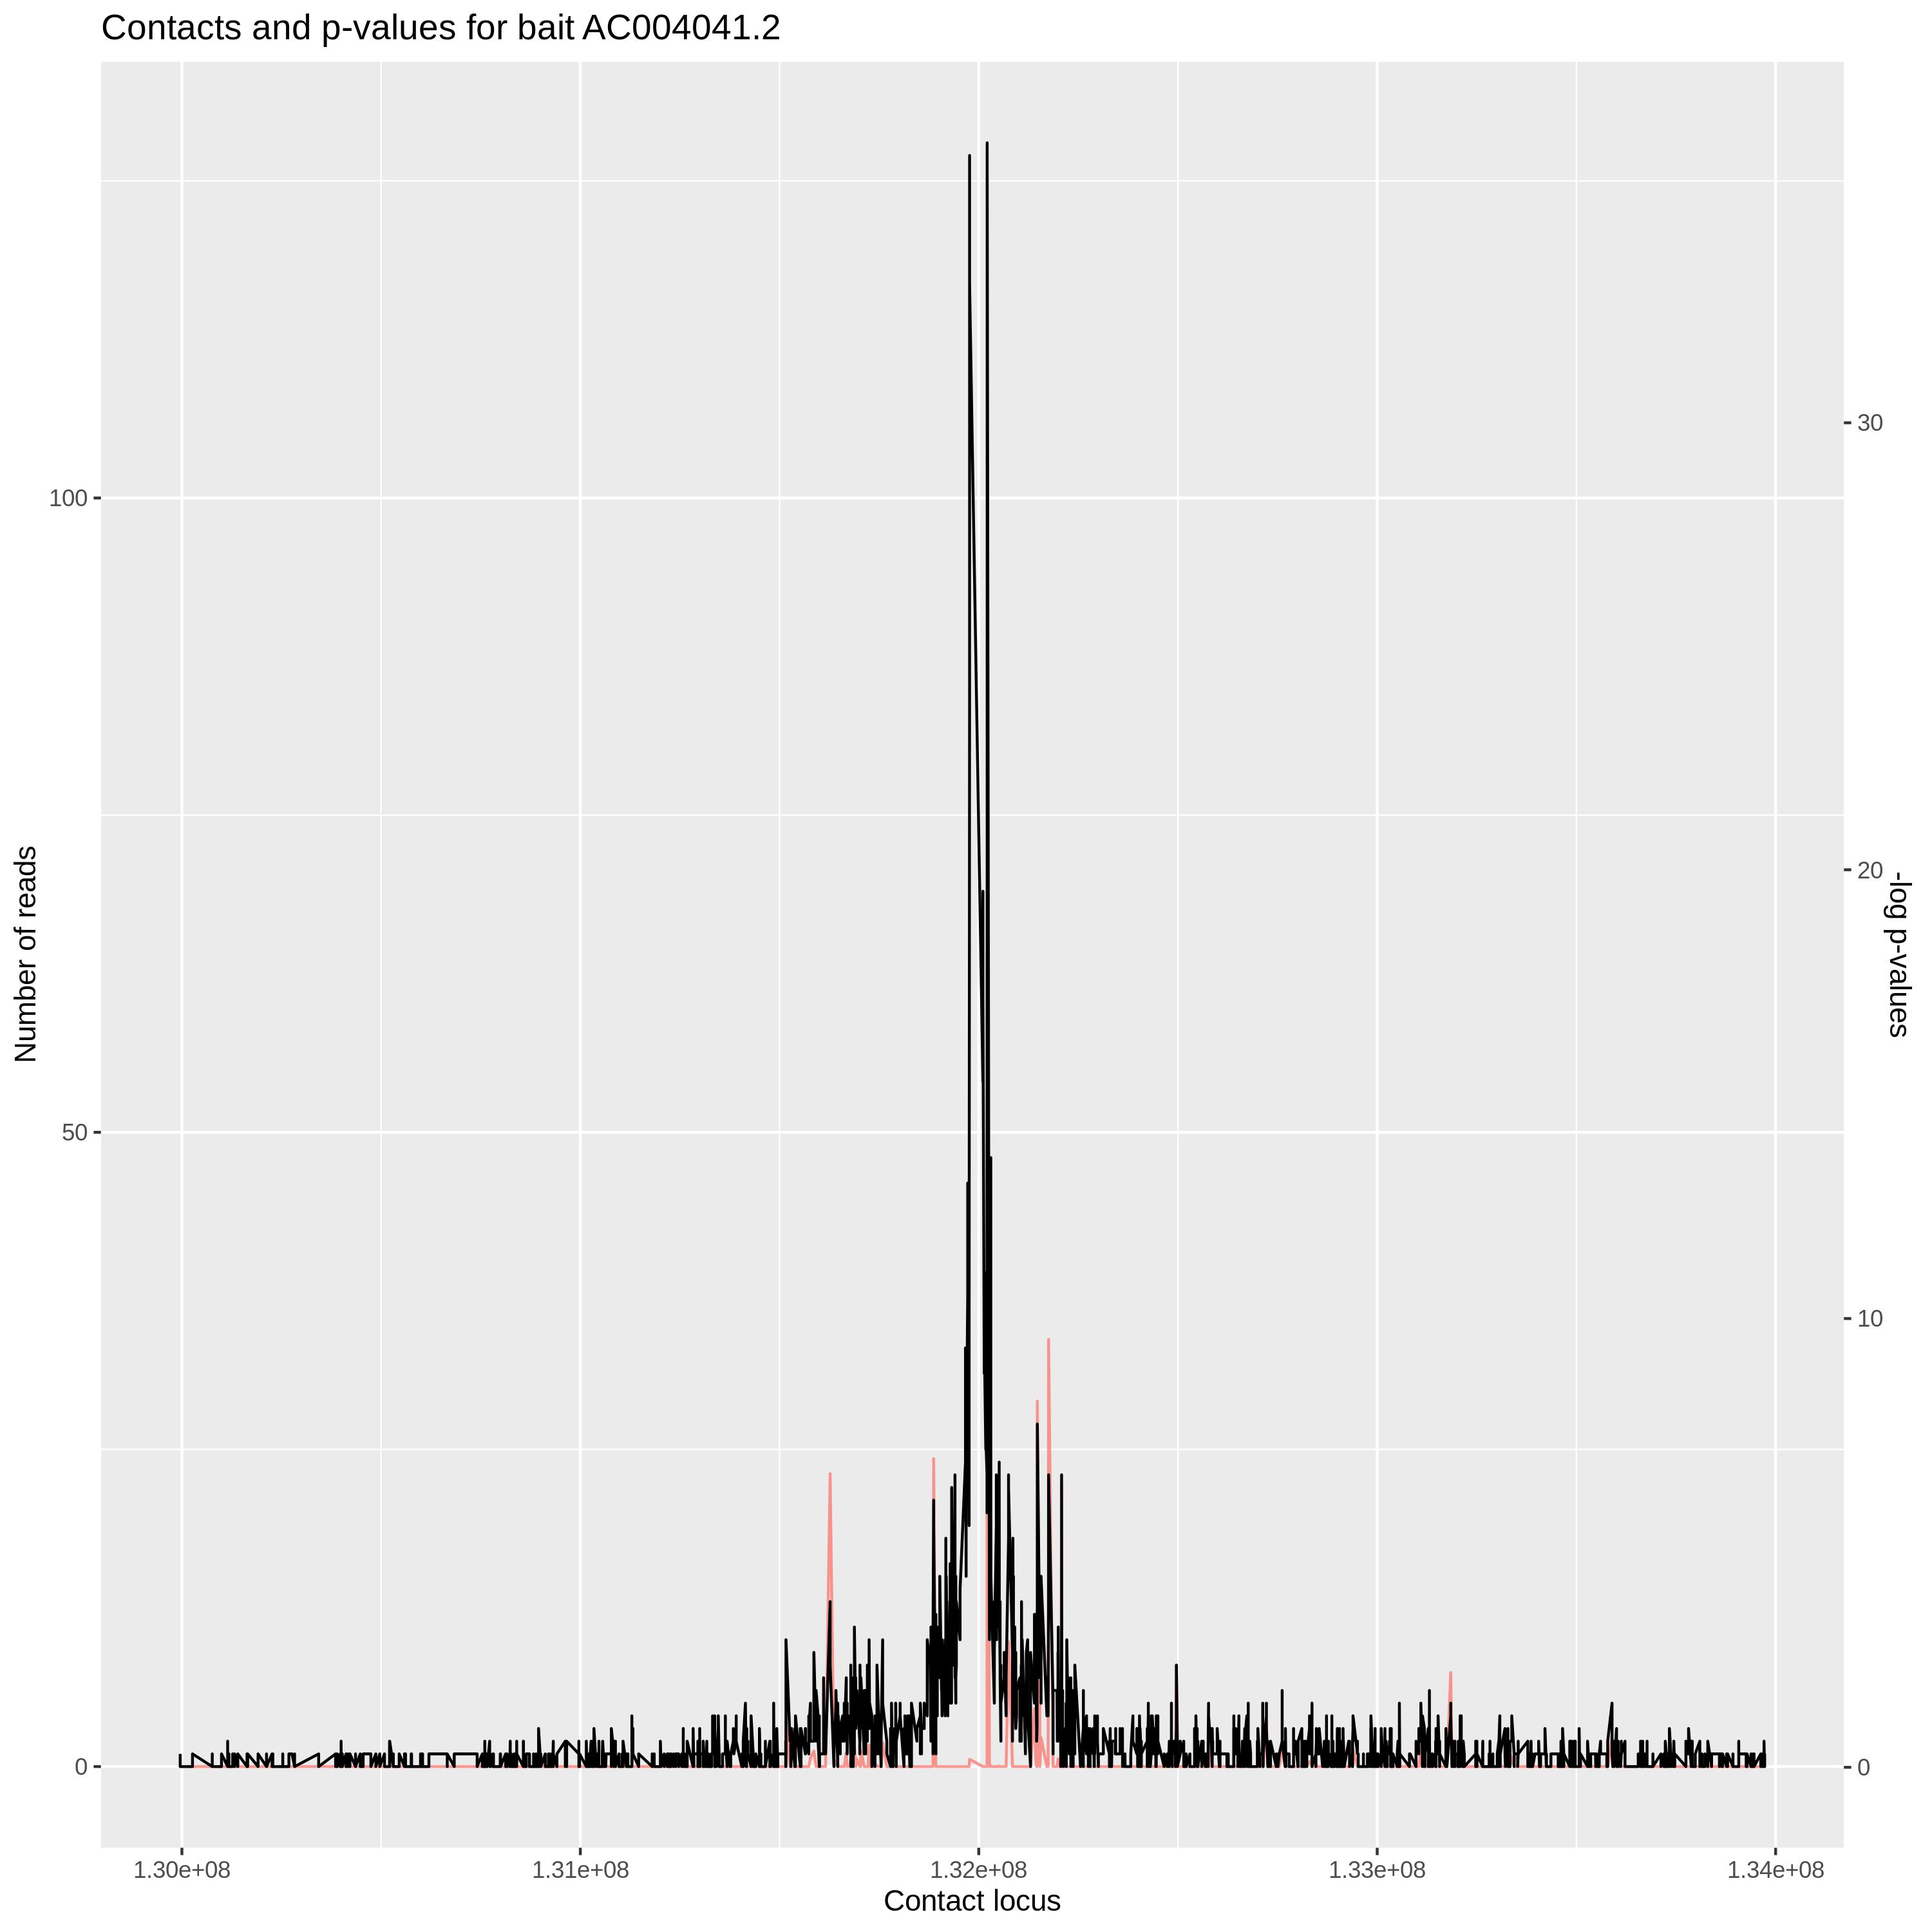 Contacts and p-values for bait AC004041.2
Number of reads
100
50
0
30
20
10
0
-log p-values
1.30e+08 1.31e+08 1.32e+08 1.33e+08 1.34e+08
Contact locus